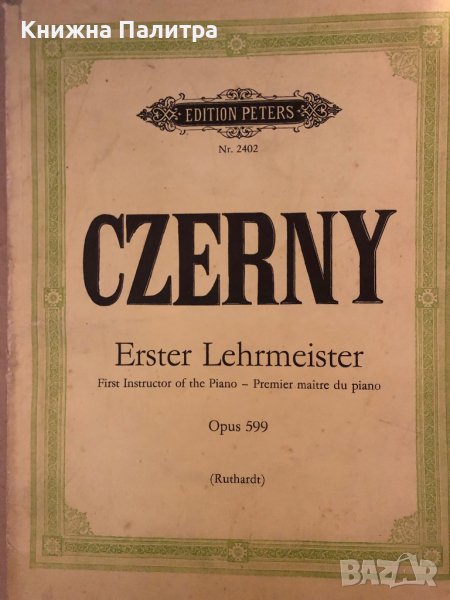 Книжна Палитра
EDITION PETERS
Nr. 2402
CZERNY
Erster Lehrmeister
First Instructor of the Piano – Premier maître du piano
Opus 599
(Ruthardt)
BAZAR